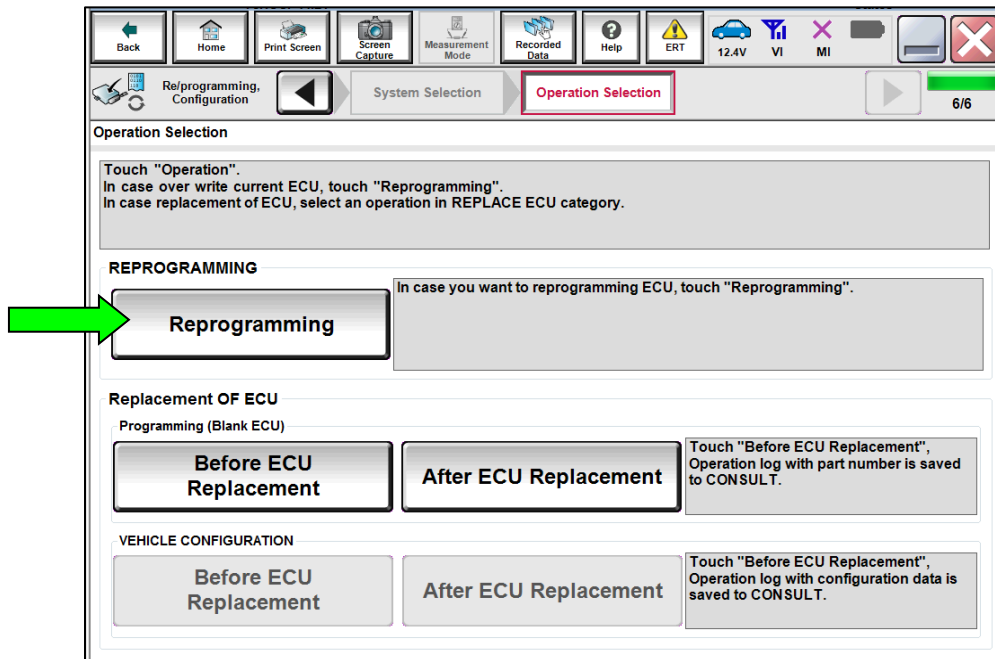 Back
Home
Print Screen
Screen
Capture
Measurement
Mode
Recorded
Data
Help
ERT
12.4V
VI
MI
Re/programming,
Configuration
System Selection
Operation Selection
6/6
Operation Selection
Touch "Operation".
In case over write current ECU, touch "Reprogramming".
In case replacement of ECU, select an operation in REPLACE ECU category.
REPROGRAMMING
Reprogramming
In case you want to reprogramming ECU, touch "Reprogramming".
Replacement OF ECU
Programming (Blank ECU)
Before ECU
Replacement
After ECU Replacement
Touch "Before ECU Replacement",
Operation log with part number is saved
to CONSULT.
VEHICLE CONFIGURATION
Before ECU
Replacement
After ECU Replacement
Touch "Before ECU Replacement",
Operation log with configuration data is
saved to CONSULT.